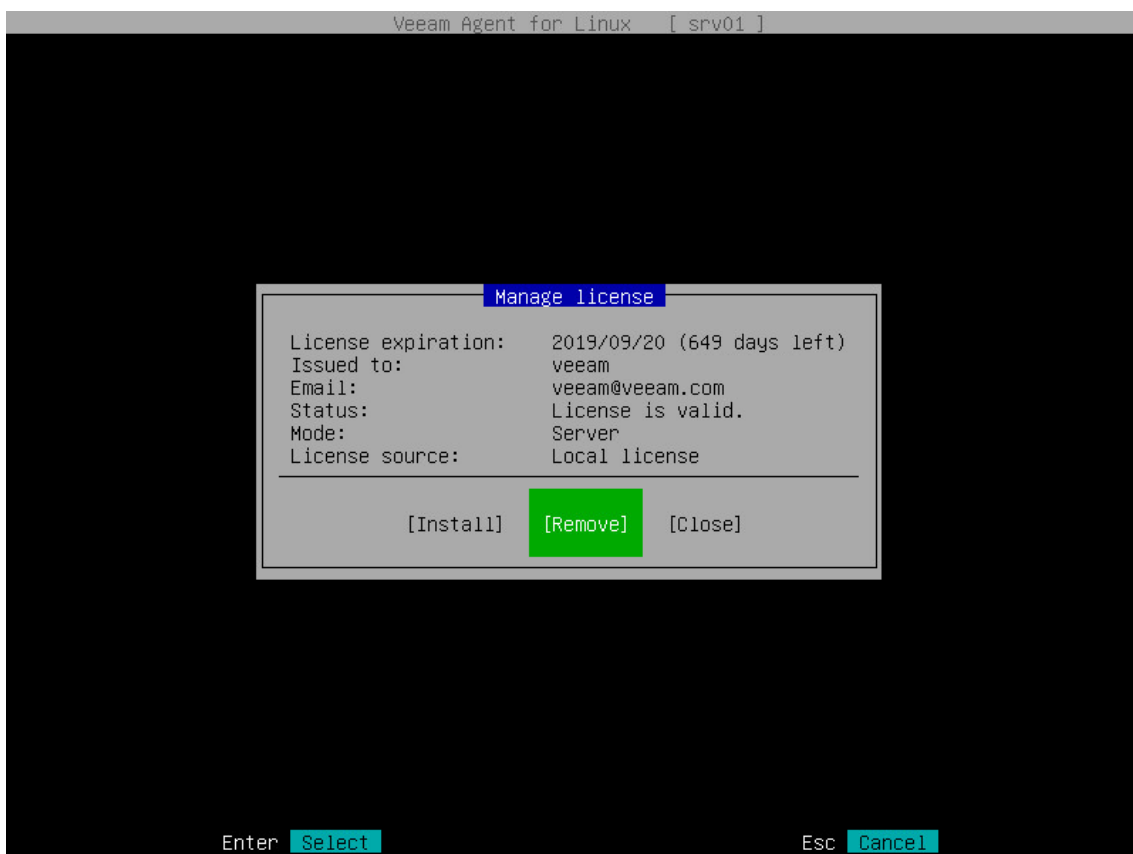 Veeam Agent for Linux [ srv01 ]
Manage license
License expiration: 2019/09/20 (649 days left)
Issued to: veeam
Email: veeam@veeam.com
Status: License is valid.
Mode: Server
License source: Local license
[Install] [Remove] [Close]
Enter Select Esc Cancel